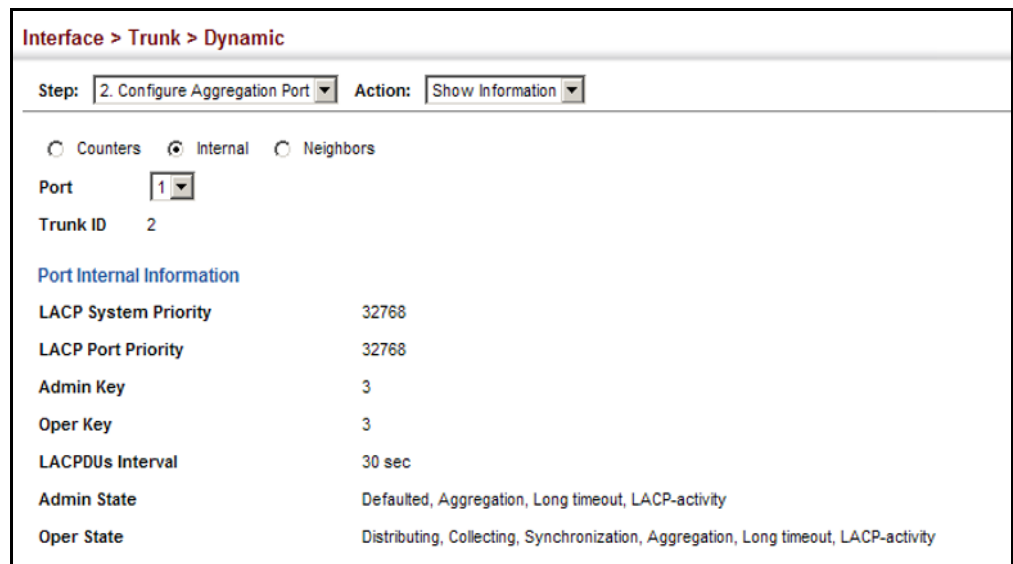 Interface > Trunk > Dynamic
Step: 2. Configure Aggregation Port Action: Show Information
Counters Internal Neighbors
Port 1
Trunk ID 2
Port Internal Information
LACP System Priority 32768
LACP Port Priority 32768
Admin Key 3
Oper Key 3
LACPDUs Interval 30 sec
Admin State Defaulted, Aggregation, Long timeout, LACP-activity
Oper State Distributing, Collecting, Synchronization, Aggregation, Long timeout, LACP-activity